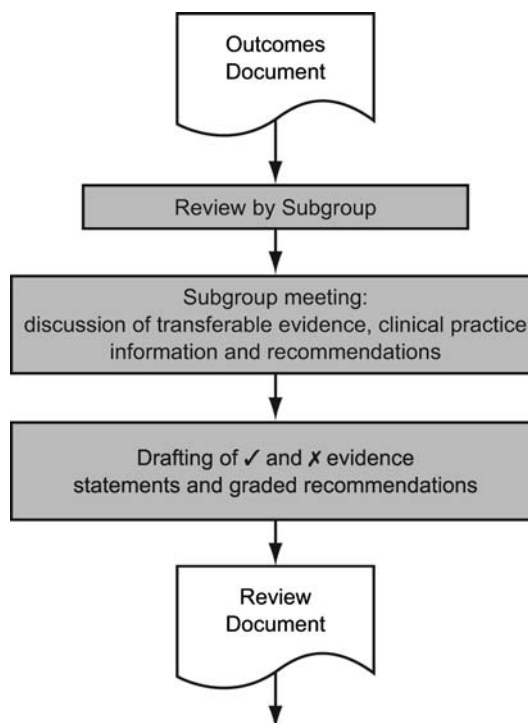 Outcomes
Document
Review by Subgroup
Subgroup meeting:
discussion of transferable evidence, clinical practice
information and recommendations
Drafting of ✓ and ✗ evidence
statements and graded recommendations
Review
Document